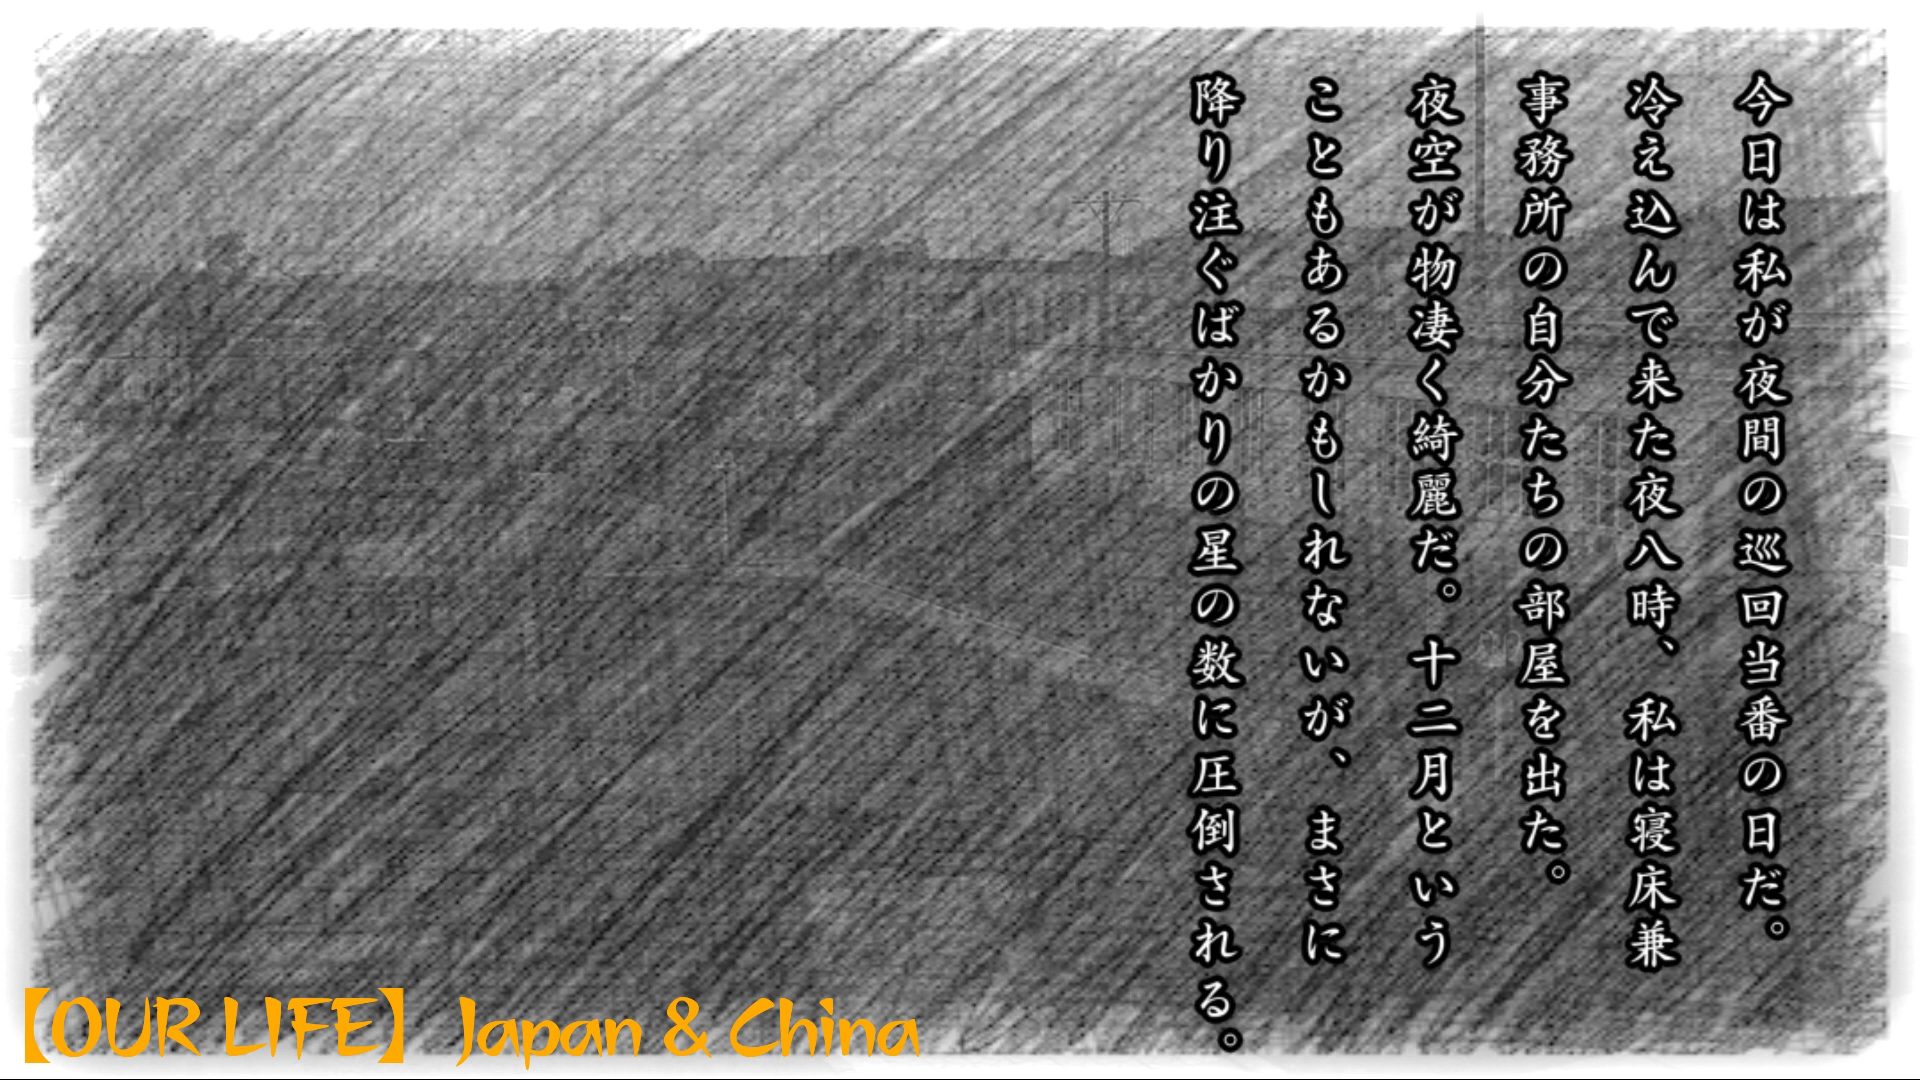 今日は私が夜間の巡回当番の日だ。
冷え込んで来た夜八時、私は寝床兼
事務所の自分たちの部屋を出た。
夜空が物凄く綺麗だ。十二月という
こともあるかもしれないが、まさに
降り注ぐばかりの星の数に圧倒される。
【OUR LIFE】 Japan & China